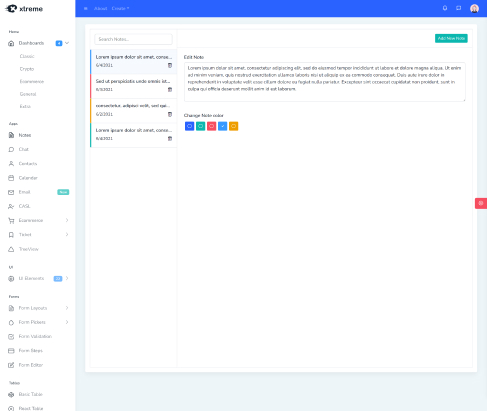 xtreme
About
Create
Home
Dashboards
Classic
Crypto
Ecommerce
General
Extra
Apps
Notes
Chat
Contacts
Calendar
Email
New
CASL
Ecommerce
Ticket
TreeView
UI
Ui Elements
Forms
Form Layouts
Form Pickers
Form Validation
Form Steps
Form Editor
Tables
Basic Table
React Table
Search Notes...
Lorem ipsum dolor sit amet, conse...
6/4/2021
Sed ut perspiciatis unde omnis ist...
6/3/2021
consectetur, adipisci velit, sed qui...
6/2/2021
Lorem ipsum dolor sit amet, conse...
Add New Note
Edit Note
Lorem ipsum dolor sit amet, consectetur adipisicing elit, sed do eiusmod tempor incididunt ut labore et dolore magna aliqua. Ut enim
ad minim veniam, quis nostrud exercitation ullamco laboris nisi ut aliquip ex ea commodo consequat. Duis aute irure dolor in
reprehenderit in voluptate velit esse cillum dolore eu fugiat nulla pariatur. Excepteur sint occaecat cupidatat non proident, sunt in
culpa qui officia deserunt mollit anim id est laborum.
Change Note color